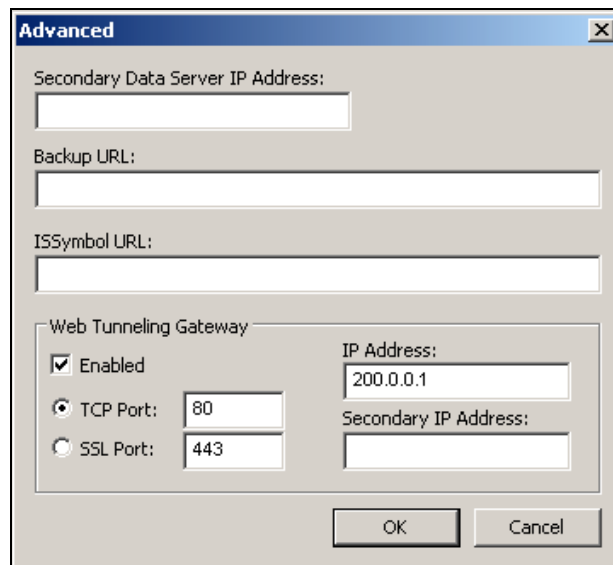 Advanced
Secondary Data Server IP Address:
Backup URL:
ISSymbol URL:
Web Tunneling Gateway
Enabled
TCP Port: 80
SSL Port: 443
IP Address:
200.0.0.1
Secondary IP Address:
OK Cancel